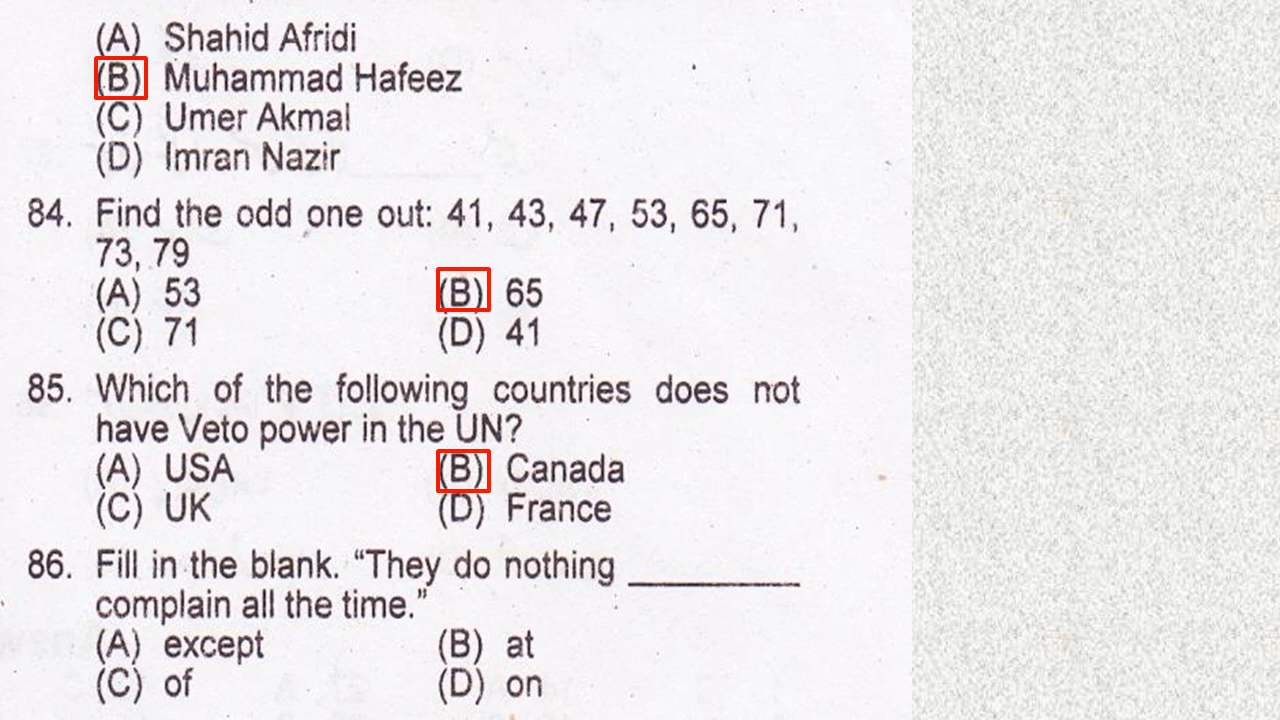 (A) Shahid Afridi
(B) Muhammad Hafeez
(C) Umer Akmal
(D) Imran Nazir
84. Find the odd one out: 41, 43, 47, 53, 65, 71,
73, 79
(A) 53 (B) 65
(C) 71 (D) 41
85. Which of the following countries does not
have Veto power in the UN?
(A) USA (B) Canada
(C) UK (D) France
86. Fill in the blank. “They do nothing __________
complain all the time.”
(A) except (B) at
(C) of (D) on